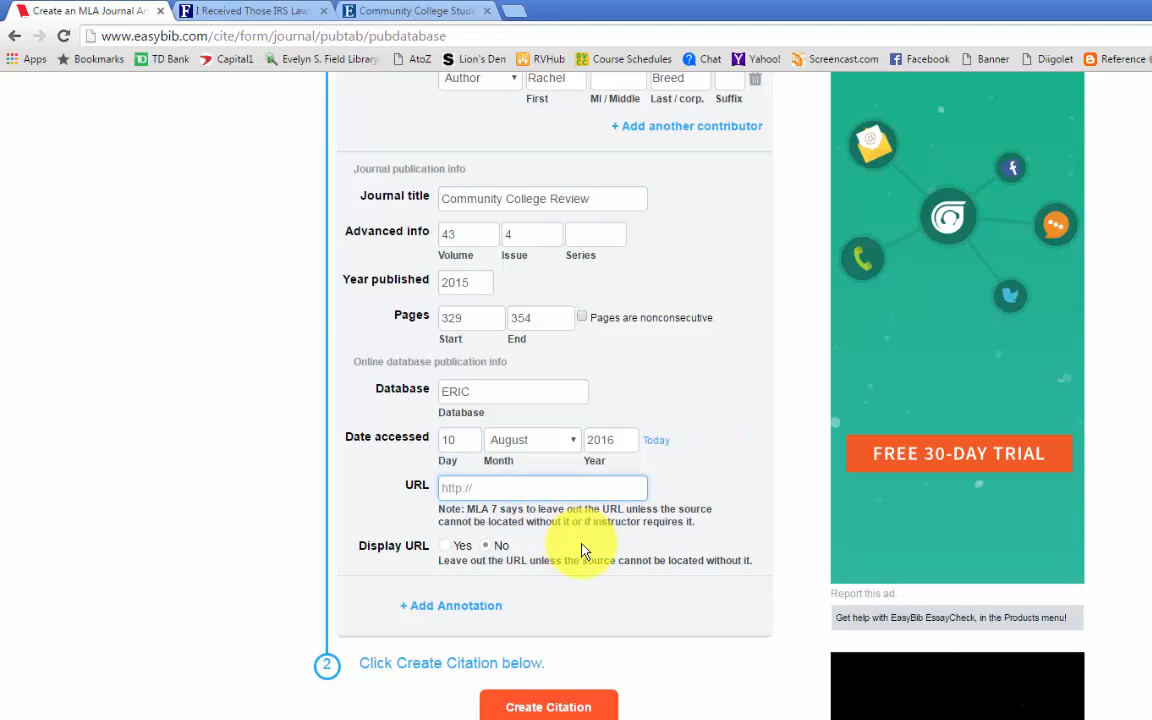 Create an MLA Journal Ar
I Received Those IRS Law
Community College Stud
www.easybib.com/cite/form/journal/pubtab/pubdatabase
Apps
Bookmarks
TD Bank
Capital1
Evelyn S. Field Library
AtoZ
Lion's Den
RVHub
Course Schedules
Chat
Yahoo!
Screencast.com
Facebook
Banner
Diigolet
Reference
Author
Rachel
Breed
First
MI / Middle
Last / corp.
Suffix
+ Add another contributor
Journal publication info
Journal title
Community College Review
Advanced info
43
4
Volume
Issue
Series
Year published
2015
Pages
329
354
Pages are nonconsecutive
Start
End
Online database publication info
Database
ERIC
Database
Date accessed
10
August
2016
Today
Day
Month
Year
URL
http://
Note: MLA 7 says to leave out the URL unless the source
cannot be located without it or if instructor requires it.
Display URL
Yes
No
Leave out the URL unless the source cannot be located without it.
+ Add Annotation
2
Click Create Citation below.
Create Citation
FREE 30-DAY TRIAL
Report this ad.
Get help with EasyBib EssayCheck, in the Products menu!